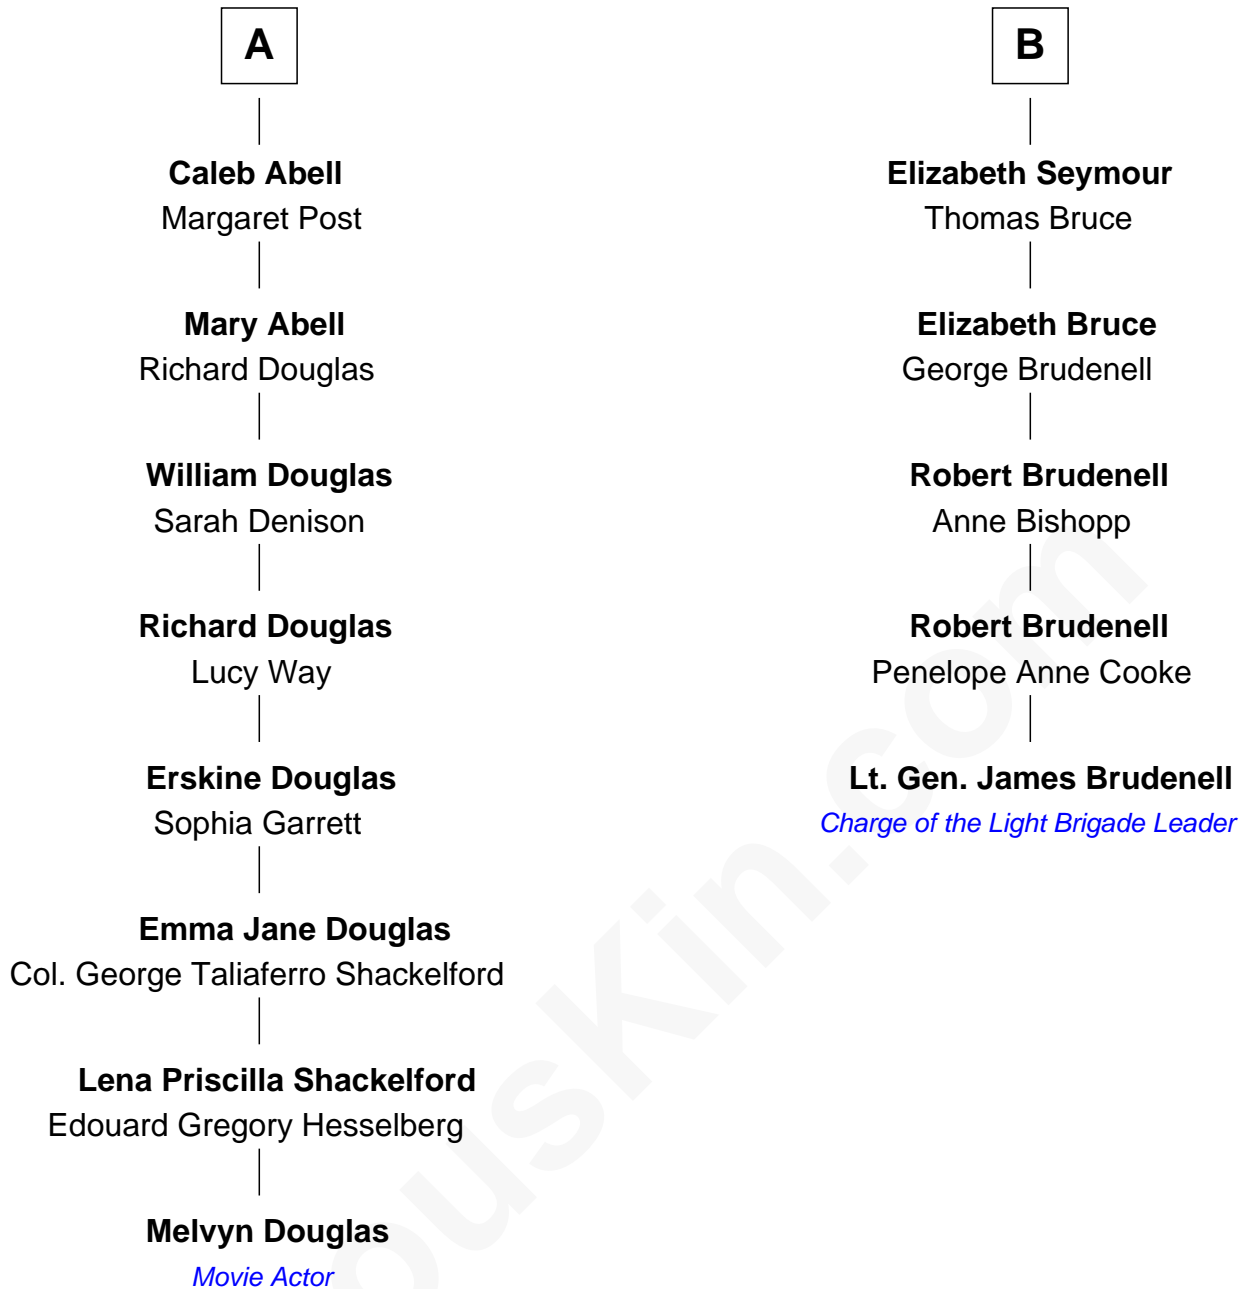 A
Caleb Abell
Margaret Post
Mary Abell
Richard Douglas
William Douglas
Sarah Denison
Richard Douglas
Lucy Way
Erskine Douglas
Sophia Garrett
Emma Jane Douglas
Col. George Taliaferro Shackelford
Lena Priscilla Shackelford
Edouard Gregory Hesselberg
Melvyn Douglas
Movie Actor
B
Elizabeth Seymour
Thomas Bruce
Elizabeth Bruce
George Brudenell
Robert Brudenell
Anne Bishopp
Robert Brudenell
Penelope Anne Cooke
Lt. Gen. James Brudenell
Charge of the Light Brigade Leader
ousKin.com